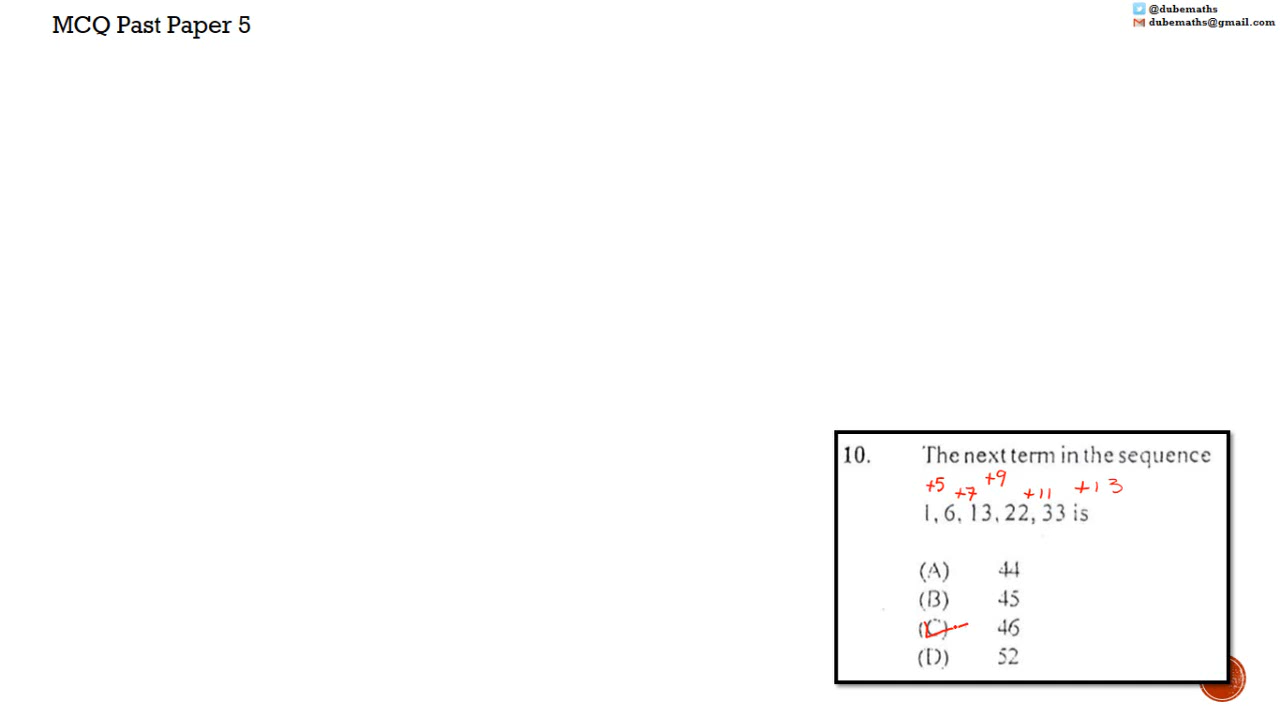 MCQ Past Paper 5
@dubemaths
dubemaths@gmail.com
10. The next term in the sequence
+5 +7 +9 +11 +13
1, 6, 13, 22, 33 is
(A) 44
(B) 45
(C) 46
(D) 52